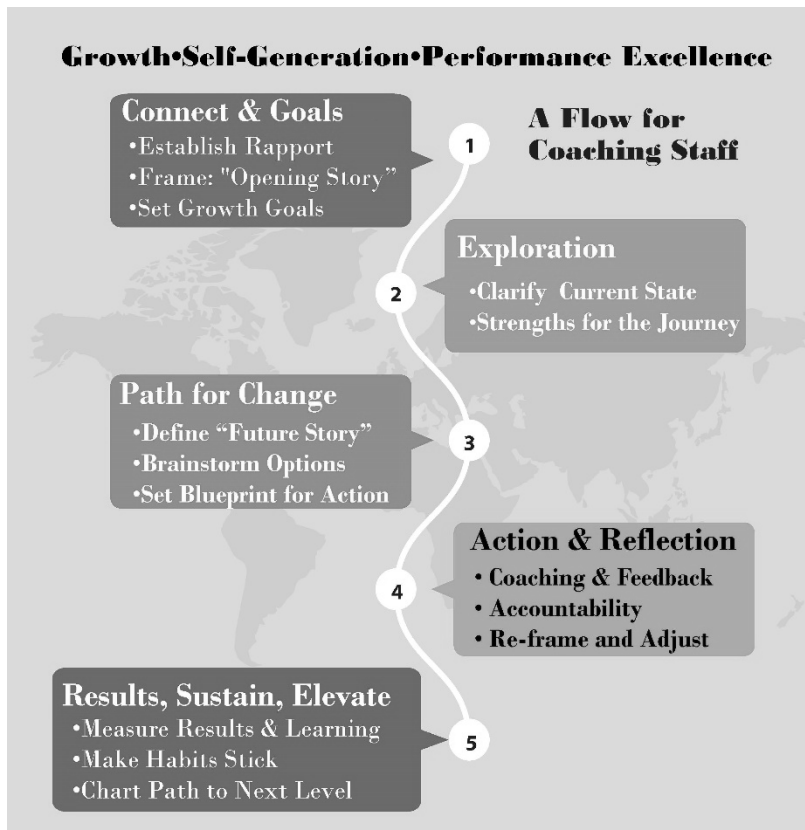 Growth•Self-Generation•Performance Excellence
Connect & Goals
•Establish Rapport
•Frame: "Opening Story”
•Set Growth Goals
1
A Flow for
Coaching Staff
Exploration
•Clarify Current State
•Strengths for the Journey
2
Path for Change
•Define “Future Story”
•Brainstorm Options
•Set Blueprint for Action
3
Action & Reflection
• Coaching & Feedback
• Accountability
• Re-frame and Adjust
4
Results, Sustain, Elevate
•Measure Results & Learning
•Make Habits Stick
•Chart Path to Next Level
5